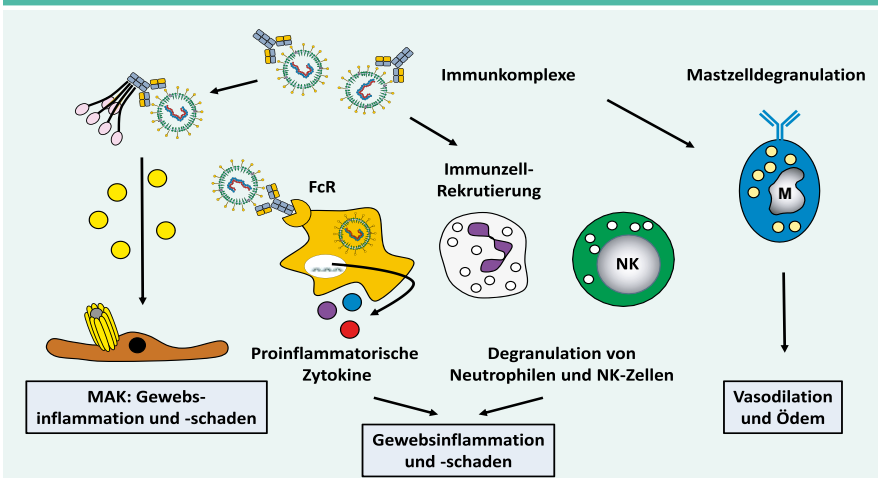 Immunkomplexe
Mastzelldegranulation
Immunzell-
Rekrutierung
FcR
M
NK
Proinflammatorische
Zytokine
Degranulation von
Neutrophilen und NK-Zellen
MAK: Gewebs-
inflammation und -schaden
Vasodilation
und Ödem
Gewebsinflammation
und -schaden